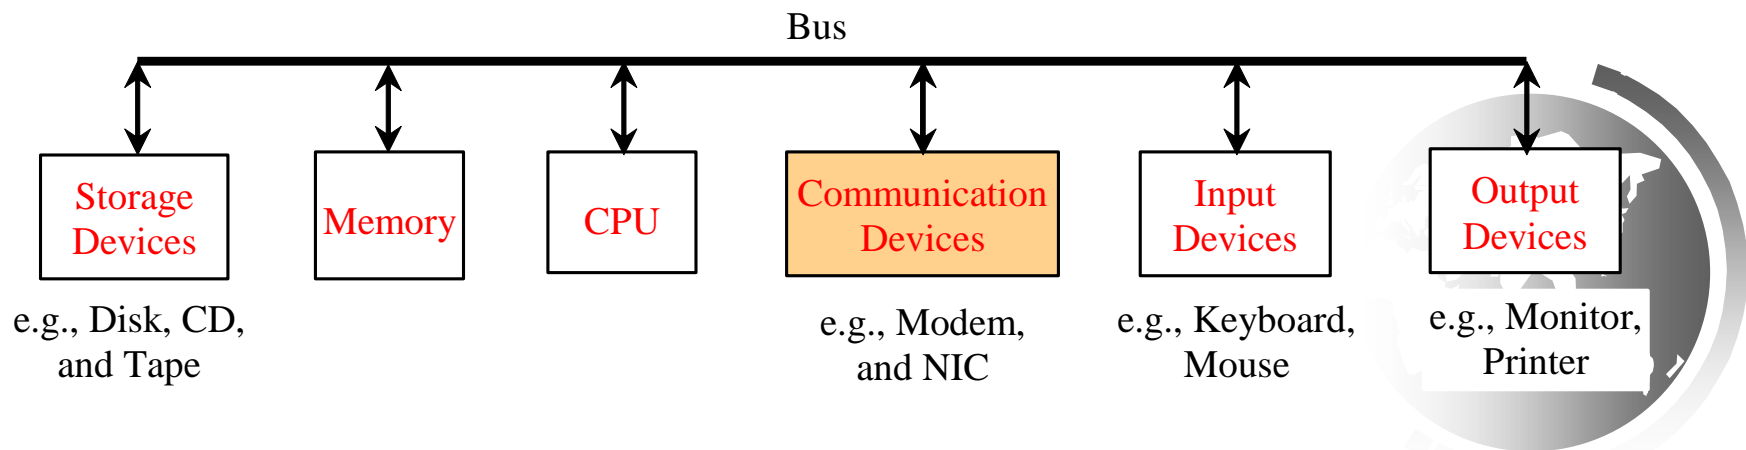 Bus
Storage
Devices
Memory
CPU
Communication
Devices
Input
Devices
Output
Devices
e.g., Disk, CD,
and Tape
e.g., Modem,
and NIC
e.g., Keyboard,
Mouse
e.g., Monitor,
Printer